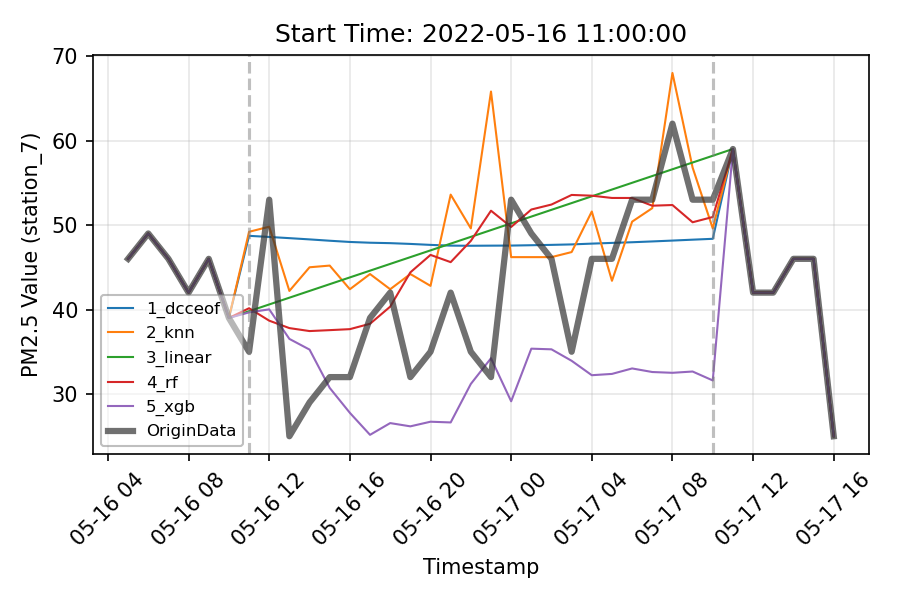 Start Time: 2022-05-16 11:00:00
PM2.5 Value (station_7)
70
60
50
40
30
1_dcceof
2_knn
3_linear
4_rf
5_xgb
OriginData
05-16 04
05-16 08
05-16 12
05-16 16
05-16 20
05-17 00
05-17 04
05-17 08
05-17 12
05-17 16
Timestamp